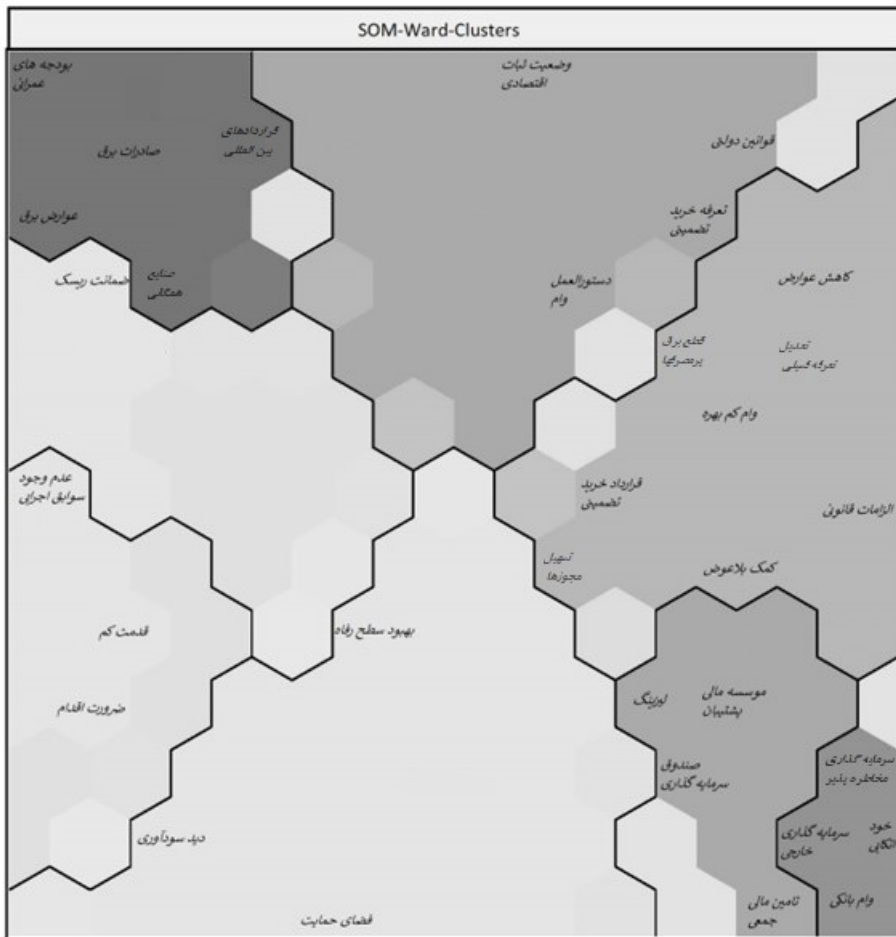 SOM-Ward-Clusters
بودجه های
عمرانی
وضعیت ثبات
اقتصادی
قراردادهای
بین المللی
صادرات برق
قوانین دولتی
عوارض برق
تعرفه خرید
تضمینی
ضمانت ریسک
صنایع
همگانی
دستورالعمل
وام
کاهش عوارض
قطع برق
پرمصرفها
تعدیل
تعرفه گسیلی
وام کم بهره
عدم وجود
سوابق اجرایی
قرارداد خرید
تضمینی
الزامات قانونی
تسهیل
مجوزها
کمک بلاعوض
قدمت کم
بهبود سطح رفاه
ضرورت اقدام
لیزینگ
موسسه مالی
پشتیبان
صندوق
سرمایه گذاری
سرمایه گذاری
مخاطره پذیر
دید سودآوری
سرمایه گذاری
خارجی
خود
اتکایی
فضای حمایت
تامین مالی
جمعی
وام بانکی